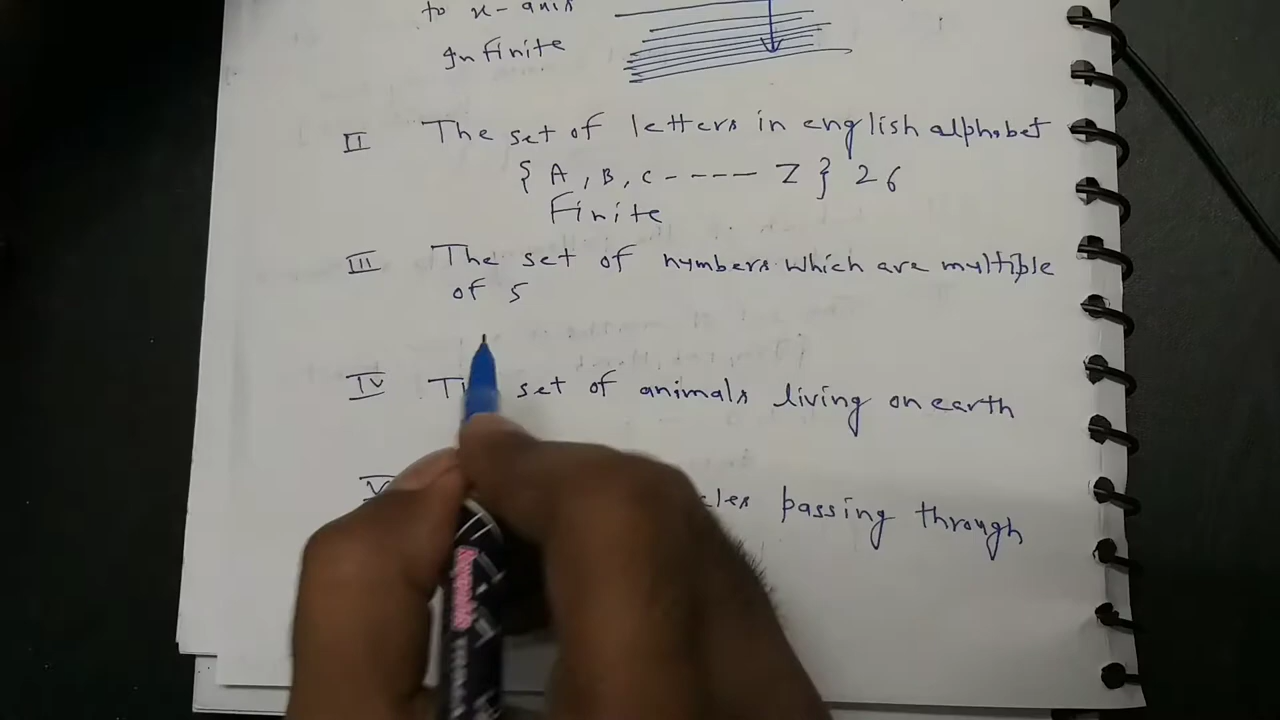 to x-axis
Infinite
II The set of letters in english alphabet
{ A, B, C - ---- Z } 26
Finite
III The set of numbers which are multiple
of 5
IV The set of animals living on earth
V passing through